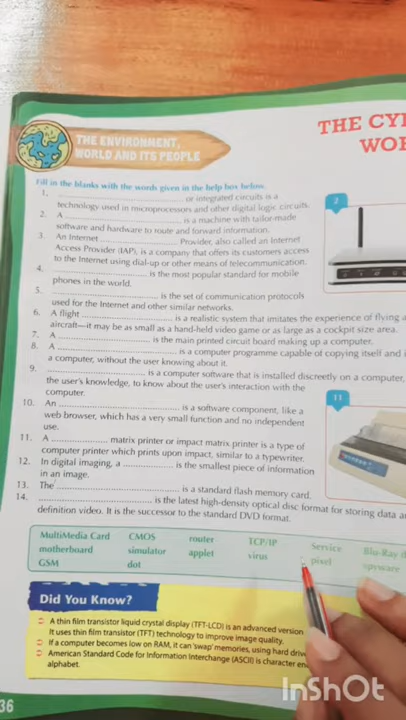 THE ENVIRONMENT,
WORLD AND ITS PEOPLE
THE CY
WO
Fill in the blanks with the words given in the help box below.
1. .......... or integrated circuits is a
technology used in microprocessors and other digital logic circuits.
2. A .......... is a machine with tailor-made
software and hardware to route and forward information.
3. An Internet .......... Provider, also called an Internet
Access Provider (IAP), is a company that offers its customers access
to the Internet using dial-up or other means of telecommunication.
4. .......... is the most popular standard for mobile
phones in the world.
5. .......... is the set of communication protocols
used for the Internet and other similar networks.
6. A flight .......... is a realistic system that imitates the experience of flying a
aircraft—it may be as small as a hand-held video game or as large as a cockpit size area.
7. A .......... is the main printed circuit board making up a computer.
8. A .......... is a computer programme capable of copying itself and i
a computer, without the user knowing about it.
9. .......... is a computer software that is installed discreetly on a computer,
the user's knowledge, to know about the user's interaction with the
computer.
10. An .......... is a software component, like a
web browser, which has a very small function and no independent
use.
11. A .......... matrix printer or impact matrix printer is a type of
computer printer which prints upon impact, similar to a typewriter.
12. In digital imaging, a .......... is the smallest piece of information
in an image.
13. The .......... is a standard flash memory card.
14. .......... is the latest high-density optical disc format for storing data a
definition video. It is the successor to the standard DVD format.
2
11
MultiMedia Card CMOS router TCP/IP Service Blu-Ray d
motherboard simulator applet virus pixel spyware
GSM dot
Did You Know?
A thin film transistor liquid crystal display (TFT-LCD) is an advanced version
It uses thin film transistor (TFT) technology to improve image quality.
If a computer becomes low on RAM, it can 'swap' memories, using hard driv
American Standard Code for Information Interchange (ASCII) is character en
alphabet.
36
InShOt